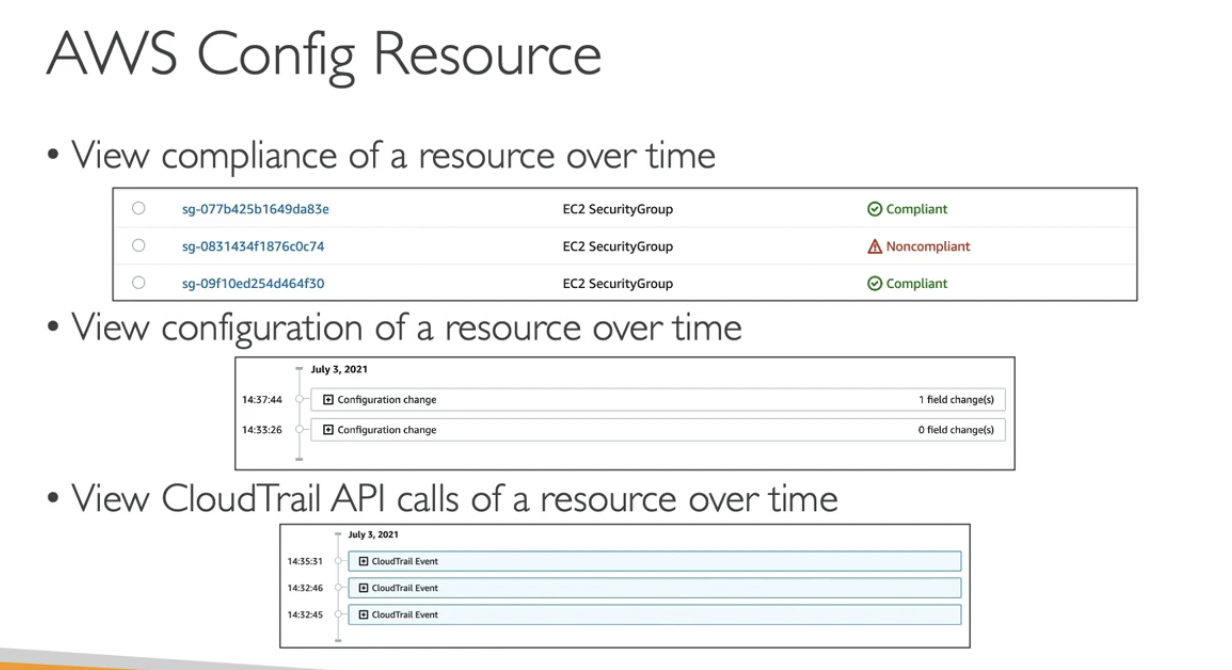 AWS Config Resource
• View compliance of a resource over time
sg-077b425b1649da83e EC2 SecurityGroup Compliant
sg-0831434f1876c0c74 EC2 SecurityGroup Noncompliant
sg-09f10ed254d464f30 EC2 SecurityGroup Compliant
• View configuration of a resource over time
July 3, 2021
14:37:44 Configuration change 1 field change(s)
14:33:26 Configuration change 0 field change(s)
• View CloudTrail API calls of a resource over time
July 3, 2021
14:35:31 CloudTrail Event
14:32:46 CloudTrail Event
14:32:45 CloudTrail Event